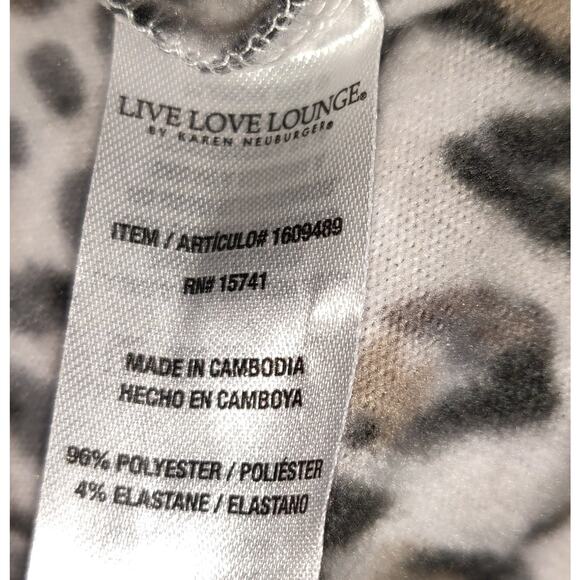 LIVE LOVE LOUNGE®
BY KAREN NEUBURGER®
ITEM / ARTÍCULO# 1609489
RN# 15741
MADE IN CAMBODIA
HECHO EN CAMBOYA
96% POLYESTER / POLIÉSTER
4% ELASTANE / ELASTANO